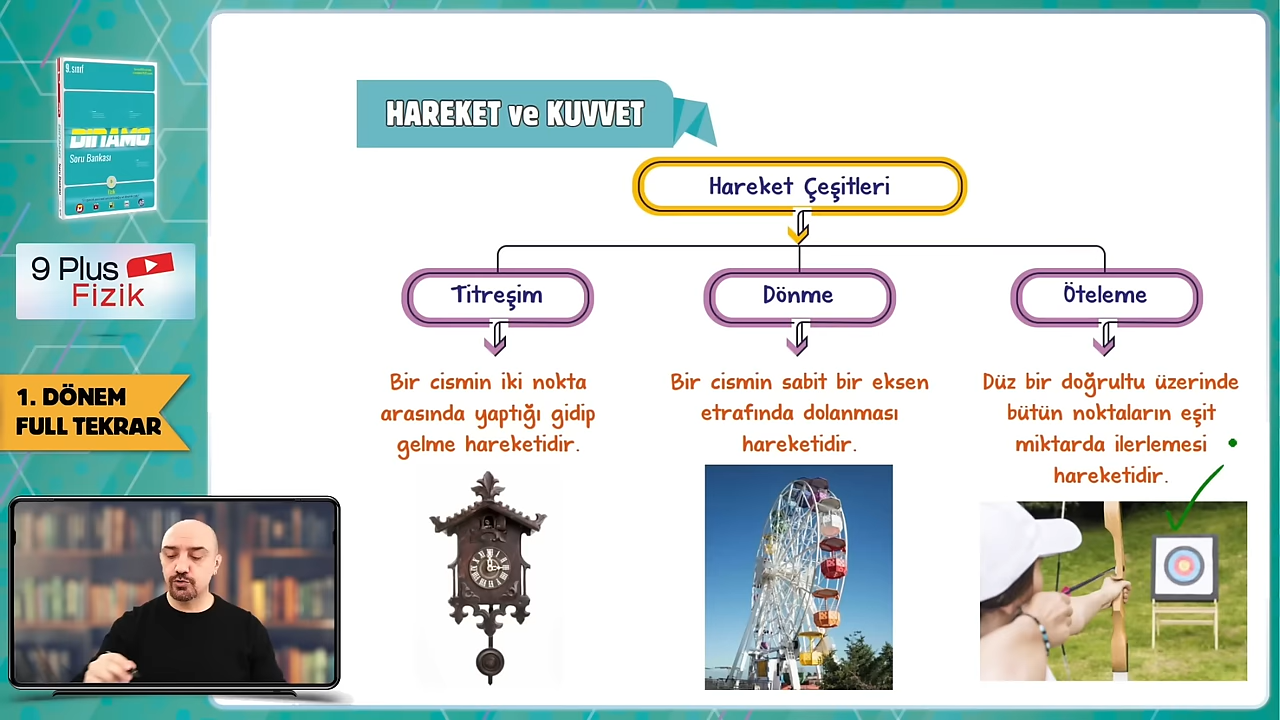 9. Sınıf
DİNAMO
Soru Bankası
9 Plus
Fizik
1. DÖNEM
FULL TEKRAR
HAREKET ve KUVVET
Hareket Çeşitleri
Titreşim
Bir cismin iki nokta
arasında yaptığı gidip
gelme hareketidir.
Dönme
Bir cismin sabit bir eksen
etrafında dolanması
hareketidir.
Öteleme
Düz bir doğrultu üzerinde
bütün noktaların eşit
miktarda ilerlemesi
hareketidir.